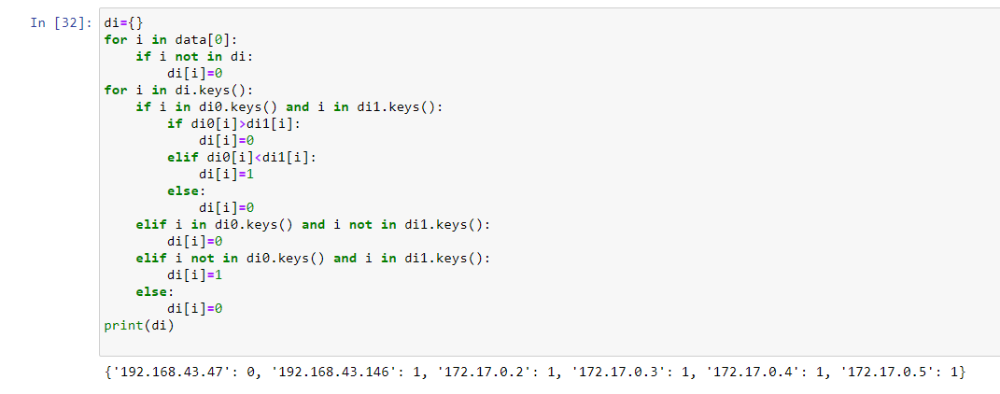 In [32]: di={}
for i in data[0]:
    if i not in di:
        di[i]=0
for i in di.keys():
    if i in di0.keys() and i in di1.keys():
        if di0[i]>di1[i]:
            di[i]=0
        elif di0[i]<di1[i]:
            di[i]=1
        else:
            di[i]=0
    elif i in di0.keys() and i not in di1.keys():
        di[i]=0
    elif i not in di0.keys() and i in di1.keys():
        di[i]=1
    else:
        di[i]=0
print(di)
{'192.168.43.47': 0, '192.168.43.146': 1, '172.17.0.2': 1, '172.17.0.3': 1, '172.17.0.4': 1, '172.17.0.5': 1}